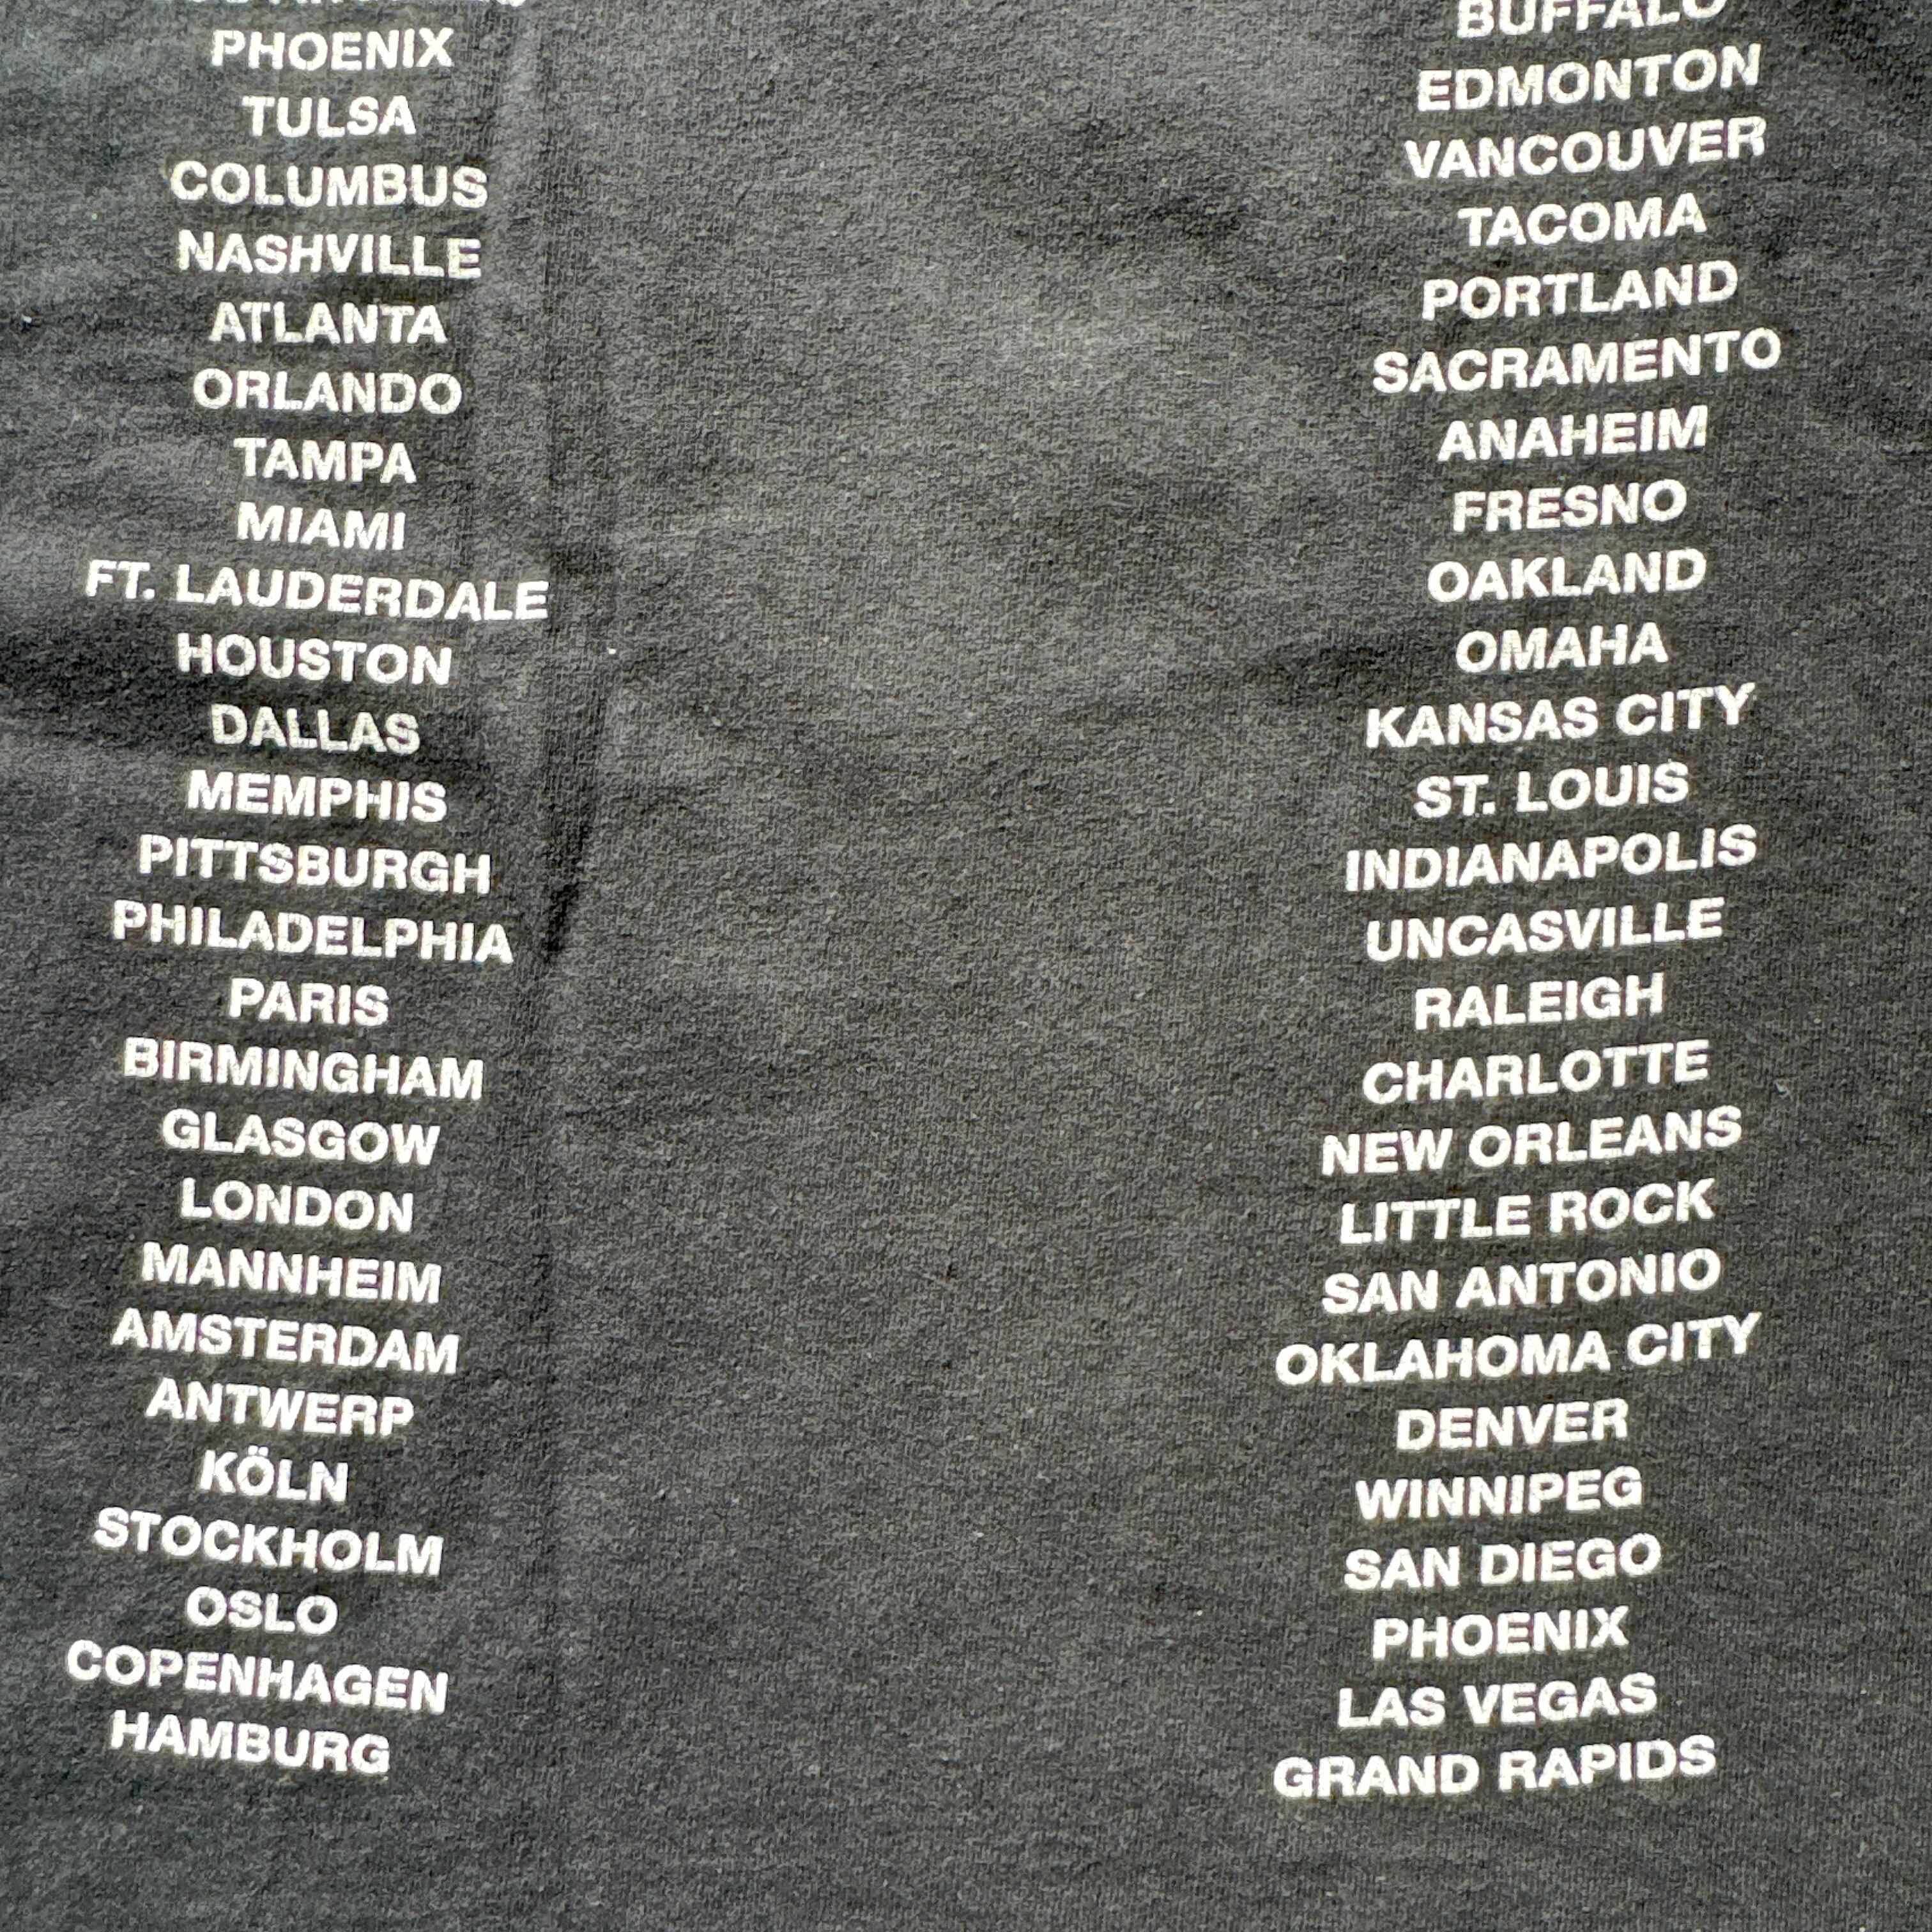 PHOENIX
TULSA
COLUMBUS
NASHVILLE
ATLANTA
ORLANDO
TAMPA
MIAMI
FT. LAUDERDALE
HOUSTON
DALLAS
MEMPHIS
PITTSBURGH
PHILADELPHIA
PARIS
BIRMINGHAM
GLASGOW
LONDON
MANNHEIM
AMSTERDAM
ANTWERP
KÖLN
STOCKHOLM
OSLO
COPENHAGEN
HAMBURG
BUFFALO
EDMONTON
VANCOUVER
TACOMA
PORTLAND
SACRAMENTO
ANAHEIM
FRESNO
OAKLAND
OMAHA
KANSAS CITY
ST. LOUIS
INDIANAPOLIS
UNCASVILLE
RALEIGH
CHARLOTTE
NEW ORLEANS
LITTLE ROCK
SAN ANTONIO
OKLAHOMA CITY
DENVER
WINNIPEG
SAN DIEGO
PHOENIX
LAS VEGAS
GRAND RAPIDS